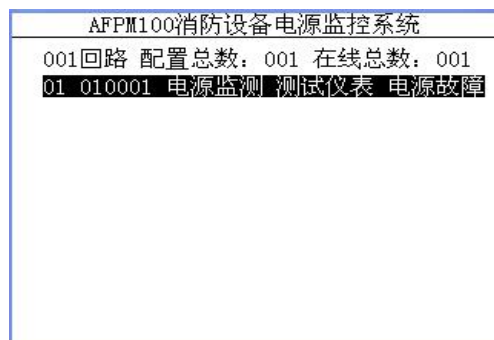 AFPM100消防设备电源监控系统
001回路 配置总数：001 在线总数：001
01 010001 电源监测 测试仪表 电源故障